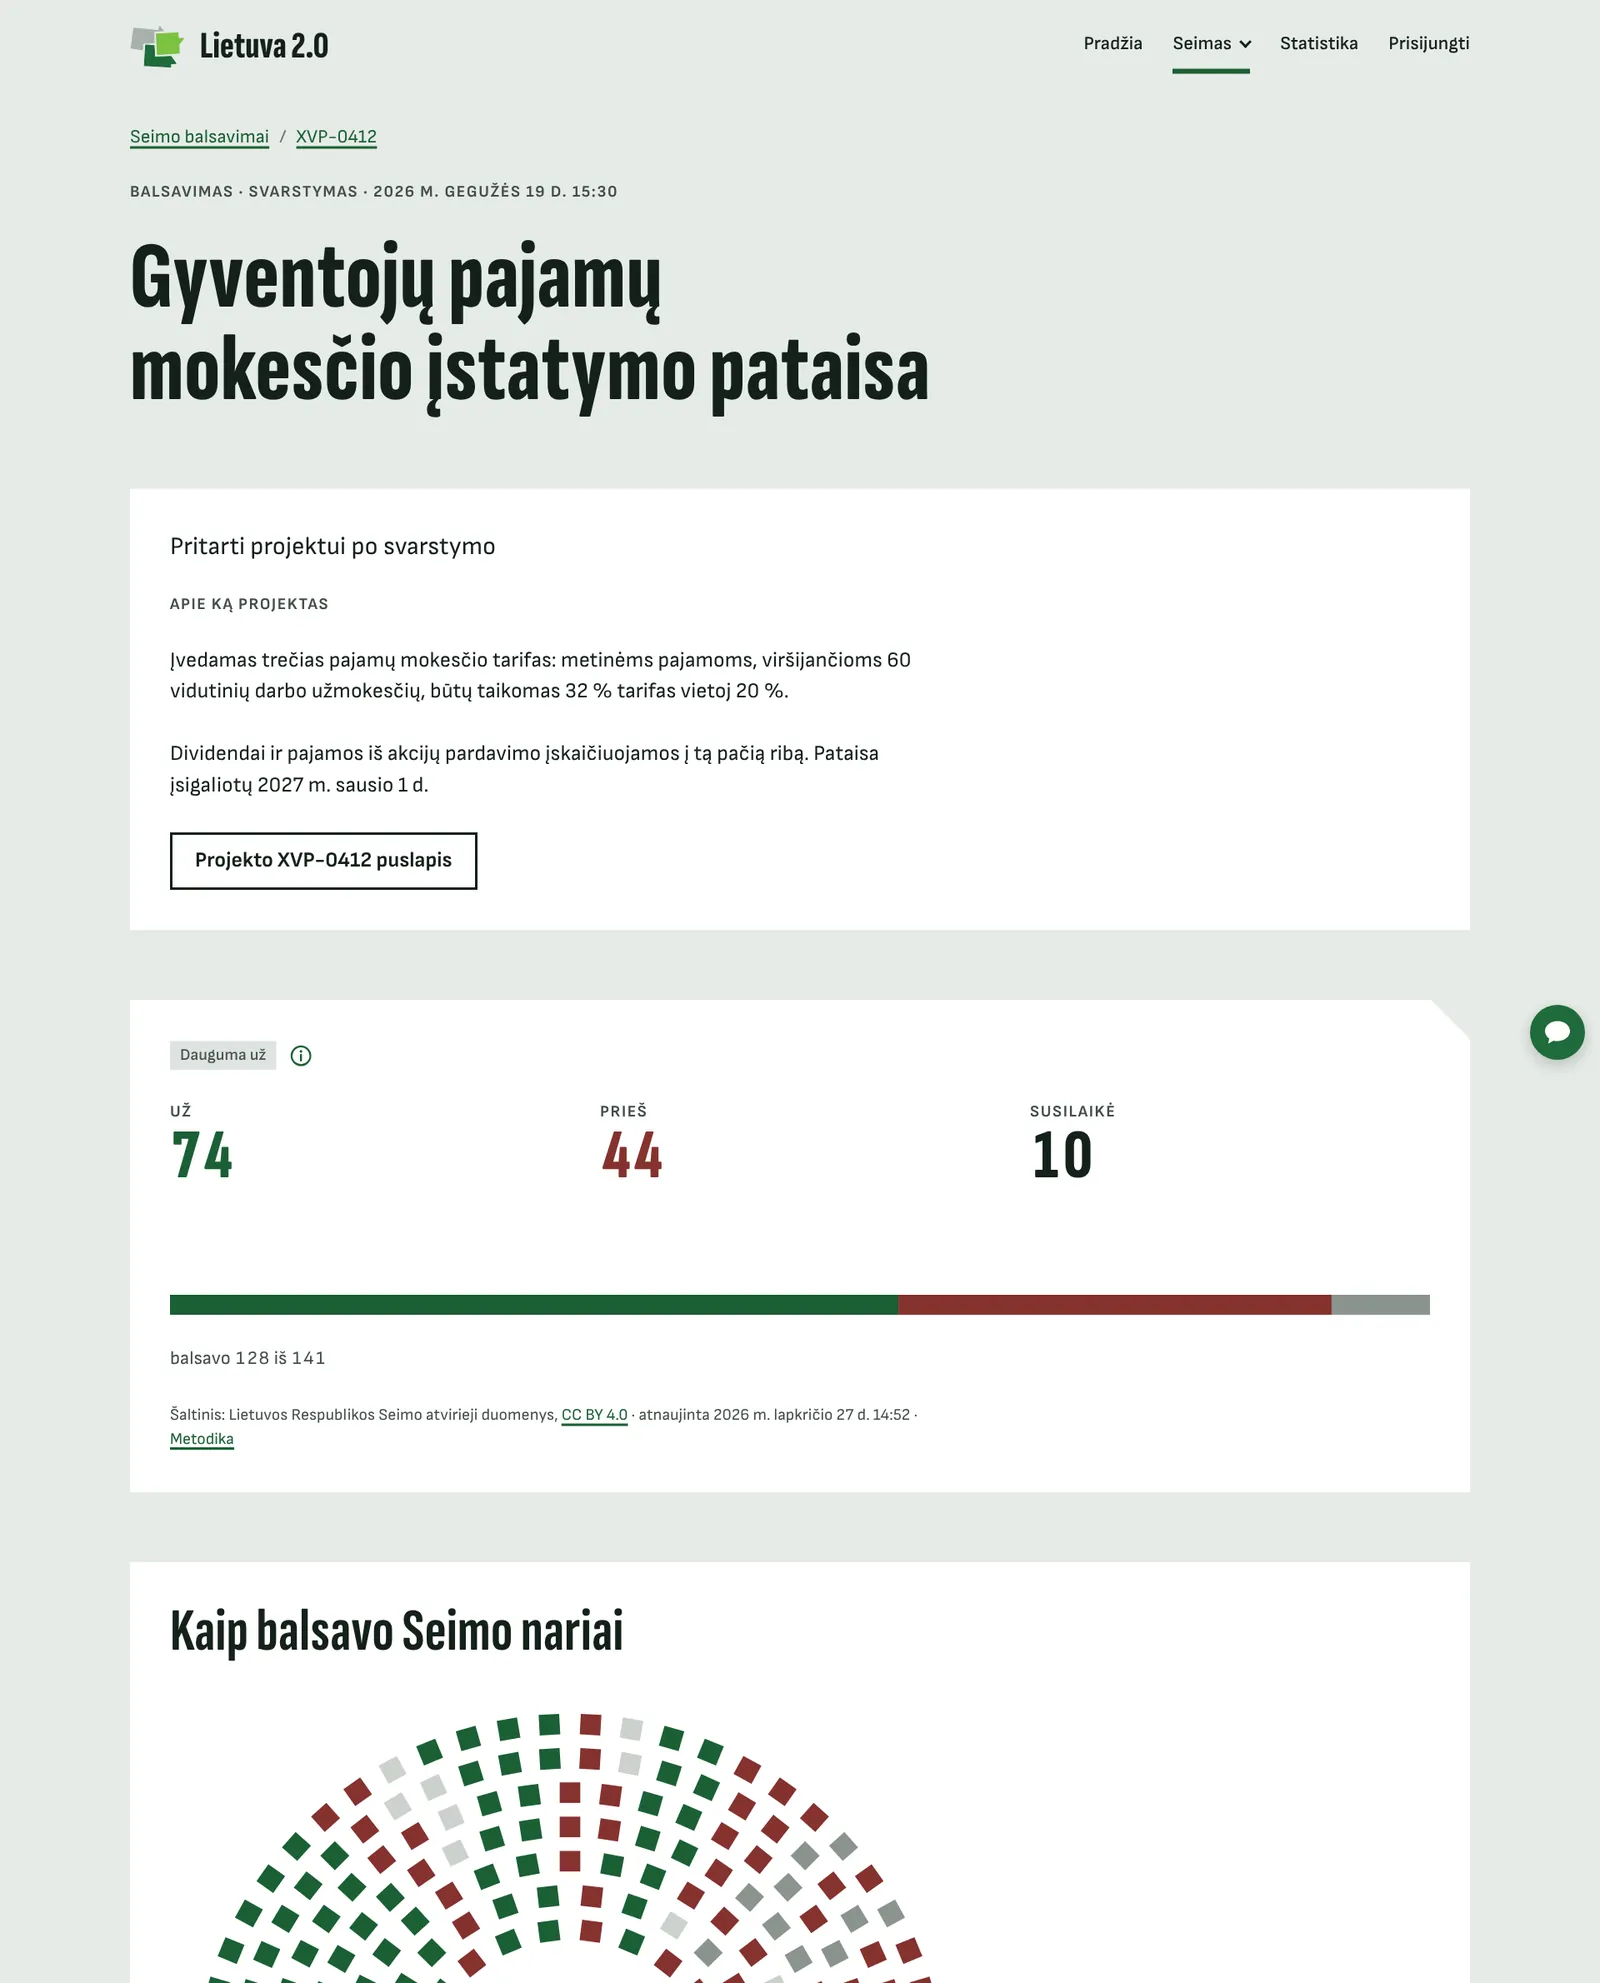 Lietuva 2.0
Pradžia Seimas Statistika Prisijungti
Seimo balsavimai / XVP-0412
BALSAVIMAS · SVARSTYMAS · 2026 M. GEGUŽĖS 19 D. 15:30
Gyventojų pajamų
mokesčio įstatymo pataisa
Pritarti projektui po svarstymo
APIE KĄ PROJEKTAS
Įvedamas trečias pajamų mokesčio tarifas: metinėms pajamoms, viršijančioms 60
vidutinių darbo užmokesčių, būtų taikomas 32 % tarifas vietoj 20 %.
Dividendai ir pajamos iš akcijų pardavimo įskaičiuojamos į tą pačią ribą. Pataisa
įsigaliotų 2027 m. sausio 1 d.
Projekto XVP-0412 puslapis
Dauguma už
UŽ PRIEŠ SUSILAIKĖ
74 44 10
balsavo 128 iš 141
Šaltinis: Lietuvos Respublikos Seimo atvirieji duomenys, CC BY 4.0 · atnaujinta 2026 m. lapkričio 27 d. 14:52 ·
Metodika
Kaip balsavo Seimo nariai